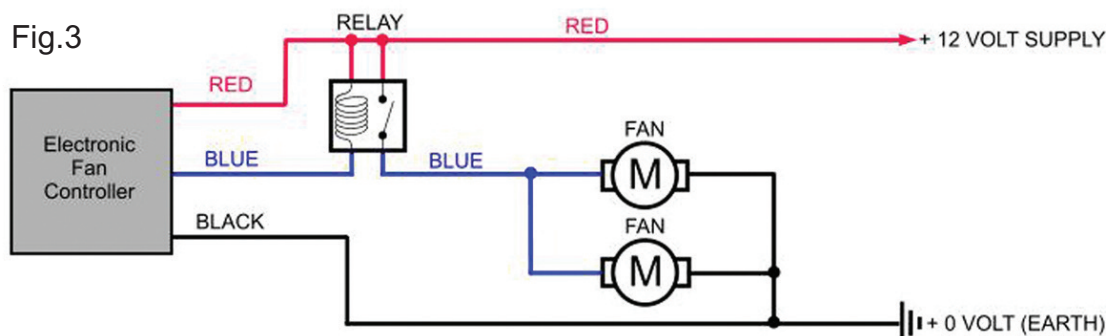 Fig.3
RELAY
RED
+ 12 VOLT SUPPLY
RED
Electronic
Fan
Controller
BLUE
BLUE
FAN
M
BLACK
FAN
M
+ 0 VOLT (EARTH)